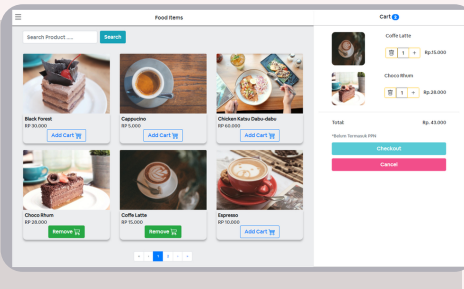 Food Items
Search Product .....
Search
Black Forest
RP 30,000
Add Cart
Cappucino
RP 5,000
Add Cart
Chicken Katsu Dabu-dabu
RP 60,000
Add Cart
Choco Rhum
RP 28,000
Remove
Coffe Latte
RP 15,000
Remove
Espresso
RP 10,000
Add Cart
1 2
Cart 2
Coffe Latte
1 + Rp.15,000
Choco Rhum
1 + Rp.28.000
Total Rp. 43.000
*Belum Termasuk PPN
Checkout
Cancel